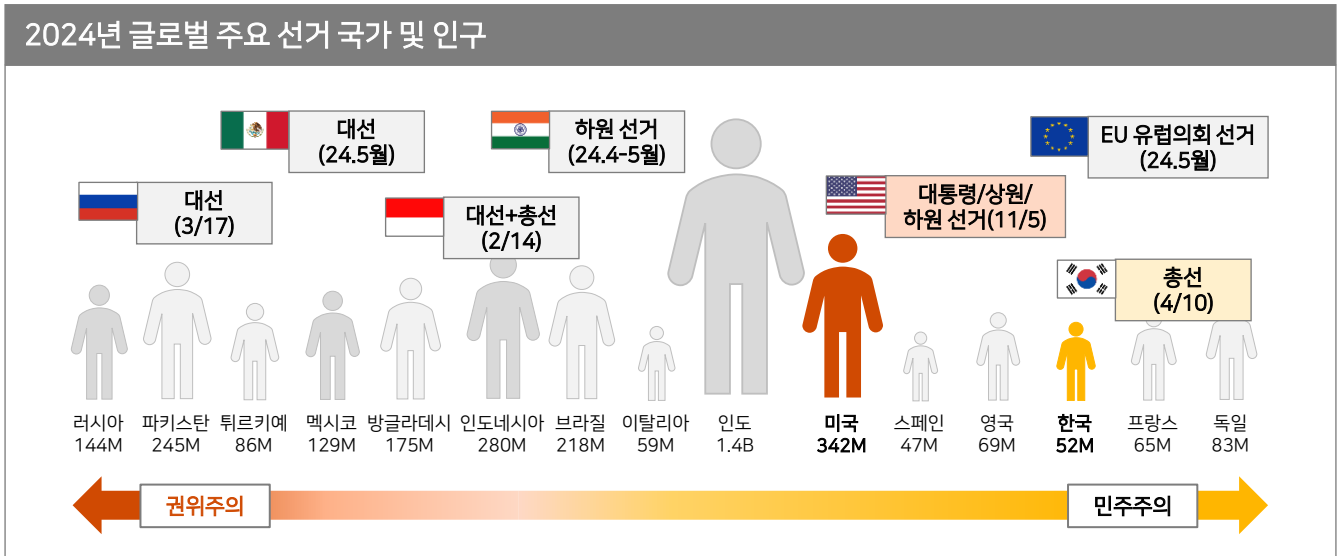 2024년 글로벌 주요 선거 국가 및 인구
대선
(24.5월)
하원 선거
(24.4-5월)
EU 유럽의회 선거
(24.5월)
대선
(3/17)
대선+총선
(2/14)
대통령/상원/
하원 선거(11/5)
총선
(4/10)
러시아 파키스탄 튀르키예 멕시코 방글라데시 인도네시아 브라질 이탈리아 인도 미국 스페인 영국 한국 프랑스 독일
144M 245M 86M 129M 175M 280M 218M 59M 1.4B 342M 47M 69M 52M 65M 83M
권위주의 민주주의